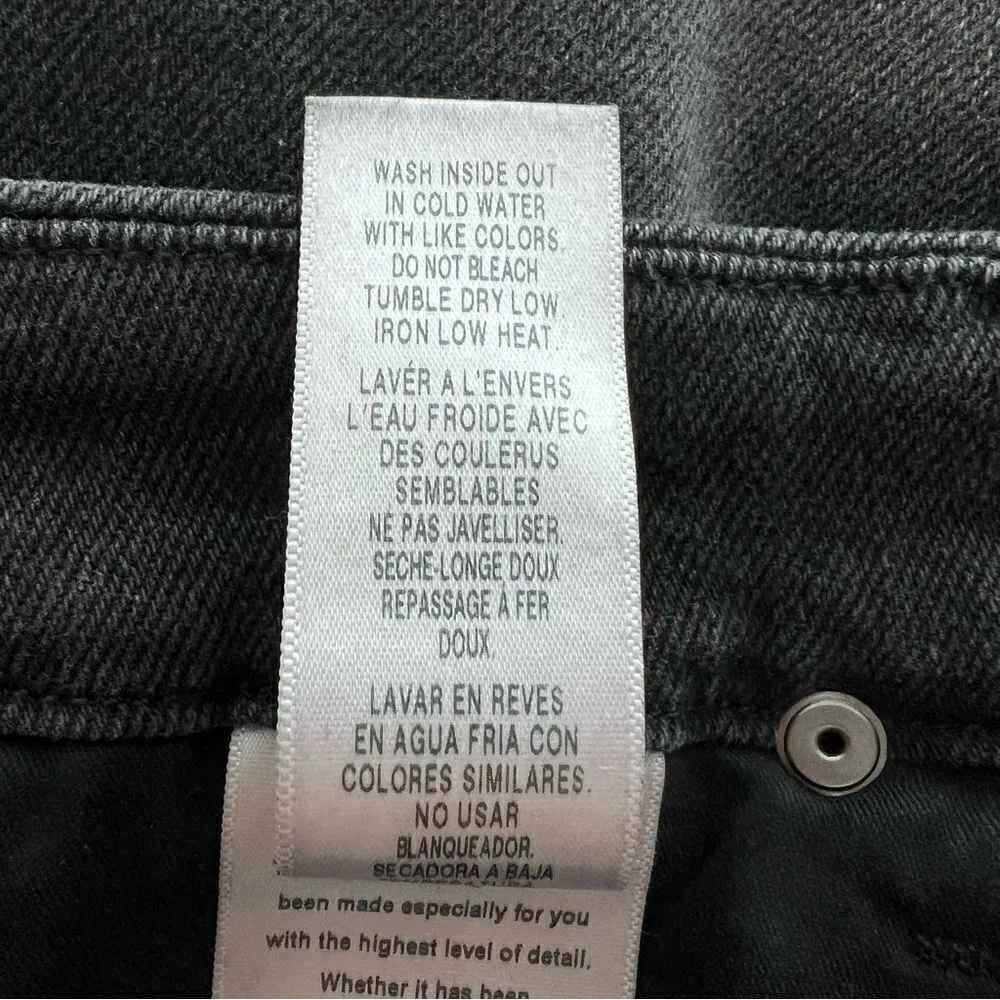 WASH INSIDE OUT
IN COLD WATER
WITH LIKE COLORS.
DO NOT BLEACH
TUMBLE DRY LOW.
IRON LOW HEAT.
LAVÉR A L'ENVERS
L'EAU FROIDE AVEC
DES COULERUS
SEMBLABLES
NE PAS JAVELLISER.
SECHE-LONGE DOUX
REPASSAGE À FER
DOUX.
LAVAR EN REVES
EN AGUA FRIA CON
COLORES SIMILARES.
NO USAR
BLANQUEADOR.
SECADORA A BAJA
been made especially for you
with the highest level of detail.
Whether it has been